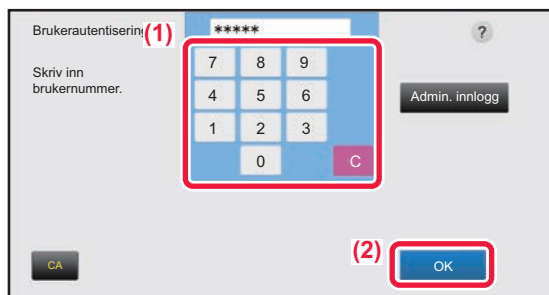 Brukerautentisering
(1)
*****
?
Skriv inn
brukernummer.
7 8 9
4 5 6
1 2 3
0 C
Admin. innlogg
(2)
CA
OK